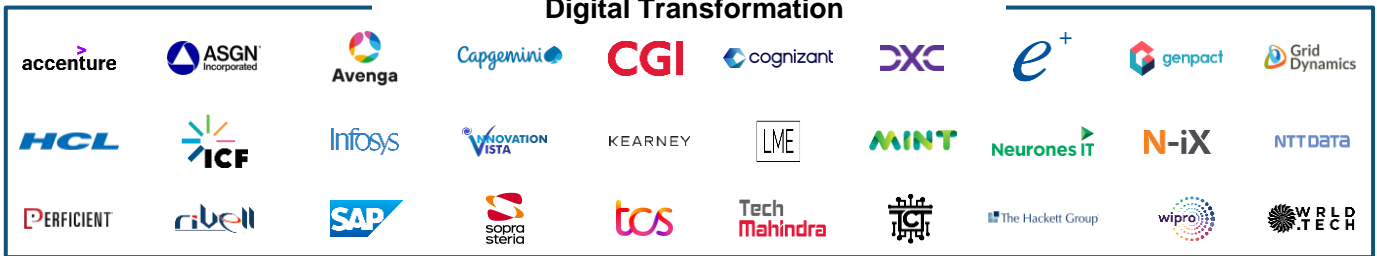 Digital Transformation
accenture
ASGN
Incorporated
Avenga
Capgemini
CGI
cognizant
DXC
e+
genpact
Grid
Dynamics
HCL
ICF
Infosys
INNOVATION
VISTA
KEARNEY
LME
MINT
Neurones IT
N-iX
NTT DATA
PERFICIENT
ribell
SAP
sopra
steria
tcs
Tech
Mahindra
TCT
The Hackett Group
wipro
WRLD
.TECH